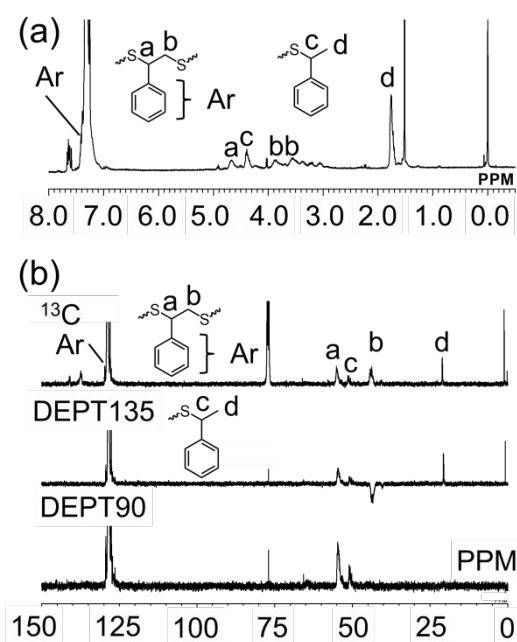 (a)
S a b
S
Ar
Ar
S c d
d
a c bb b
PPM
8.0 7.0 6.0 5.0 4.0 3.0 2.0 1.0 0.0
(b)
¹³C
S a b
S
Ar
Ar
a c b d
DEPT135
S c d
DEPT90
PPM
150 125 100 75 50 25 0